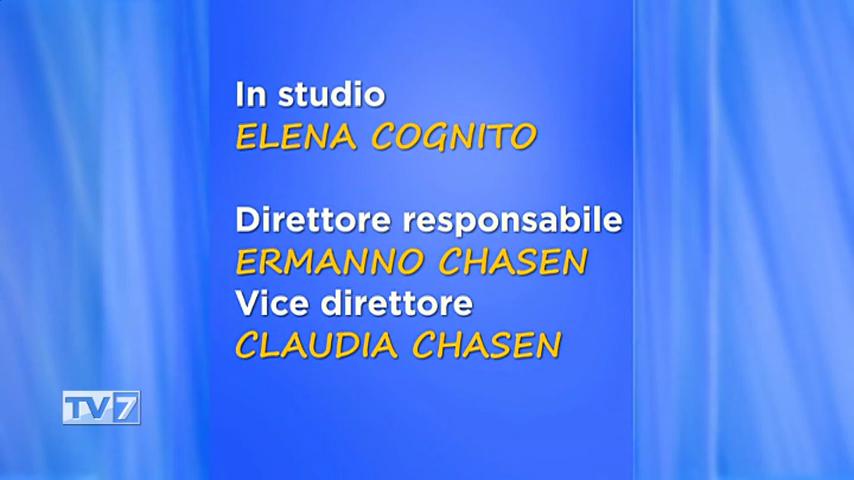 In studio
ELENA COGNITO
Direttore responsabile
ERMANNO CHASEN
Vice direttore
CLAUDIA CHASEN
TV7